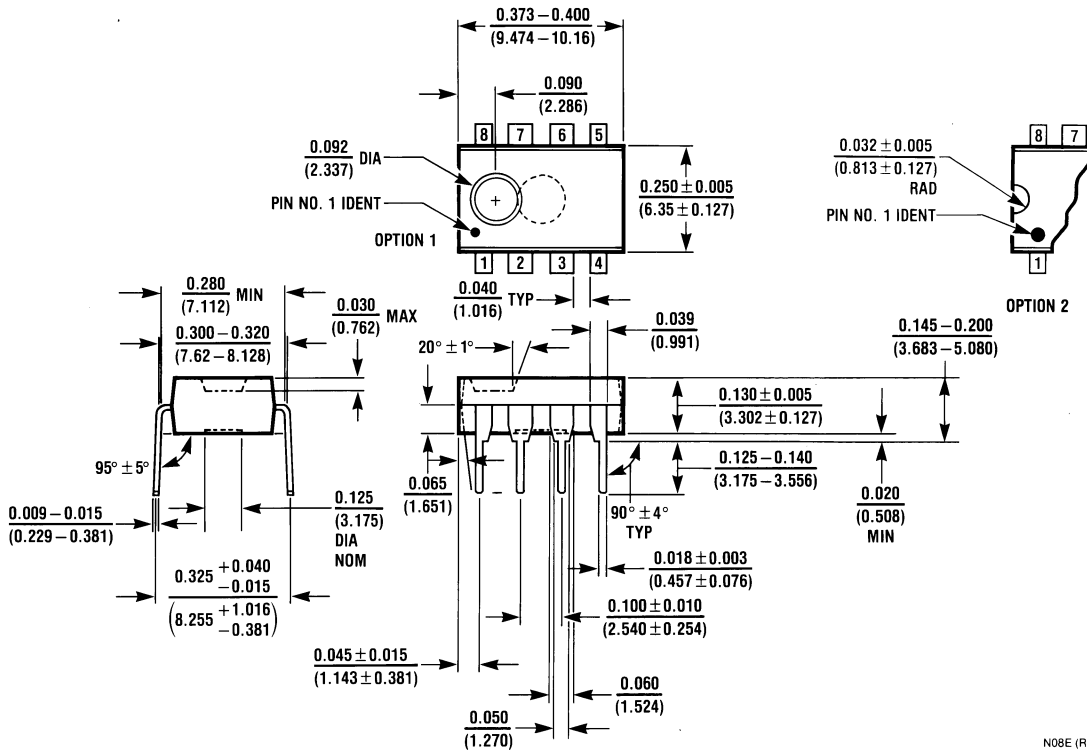 0.373 – 0.400
(9.474 – 10.16)
0.090
(2.286)
8 7 6 5
0.092 DIA
(2.337)
PIN NO. 1 IDENT
OPTION 1
1 2 3 4
0.250 ± 0.005
(6.35 ± 0.127)
8 7
0.032 ± 0.005
(0.813 ± 0.127)
RAD
PIN NO. 1 IDENT
1
OPTION 2
0.280 MIN
(7.112)
0.300 – 0.320
(7.62 – 8.128)
0.030 MAX
(0.762)
0.040 TYP
(1.016)
0.039
(0.991)
20° ± 1°
0.145 – 0.200
(3.683 – 5.080)
0.130 ± 0.005
(3.302 ± 0.127)
0.125 – 0.140
(3.175 – 3.556)
0.020
(0.508)
MIN
95° ± 5°
0.009 – 0.015
(0.229 – 0.381)
0.125
(3.175)
DIA
NOM
0.065
(1.651)
90° ± 4°
TYP
0.018 ± 0.003
(0.457 ± 0.076)
0.325 + 0.040
– 0.015
(8.255 + 1.016
– 0.381)
0.100 ± 0.010
(2.540 ± 0.254)
0.045 ± 0.015
(1.143 ± 0.381)
0.060
(1.524)
0.050
(1.270)
N08E (R